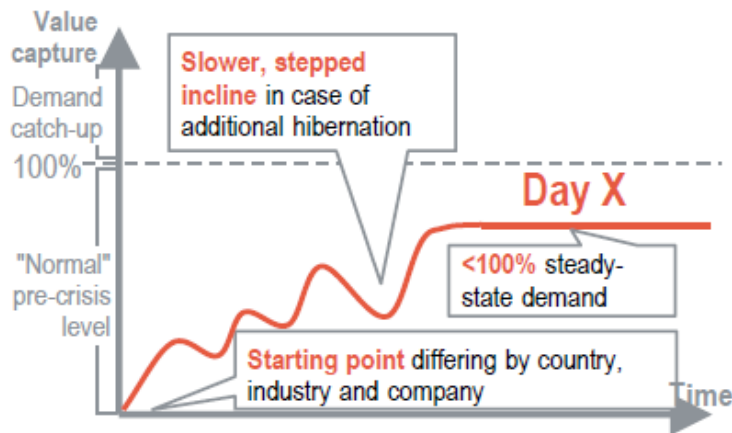 Value
capture
Slower, stepped
incline in case of
additional hibernation
Demand
catch-up
100%
Day X
<100% steady-
state demand
"Normal"
pre-crisis
level
Starting point differing by country,
industry and company
Time